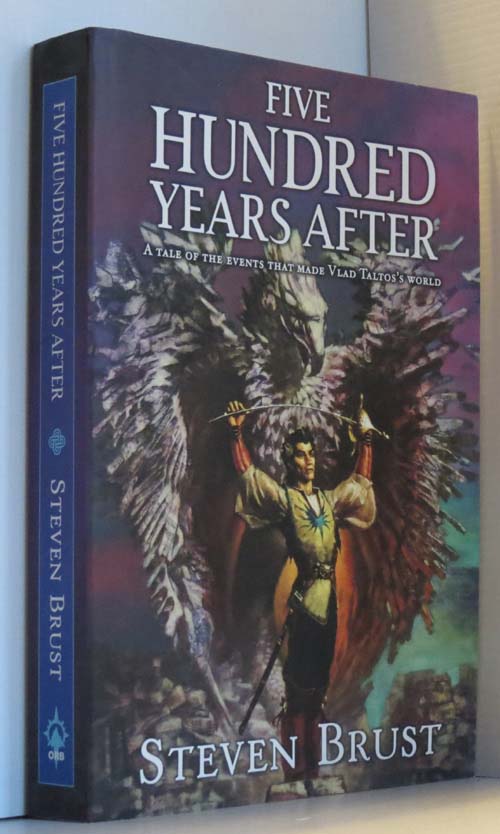 FIVE HUNDRED YEARS AFTER STEVEN BRUST
ORB
FIVE
HUNDRED
YEARS AFTER
A TALE OF THE EVENTS THAT MADE VLAD TALTOS'S WORLD
STEVEN BRUST